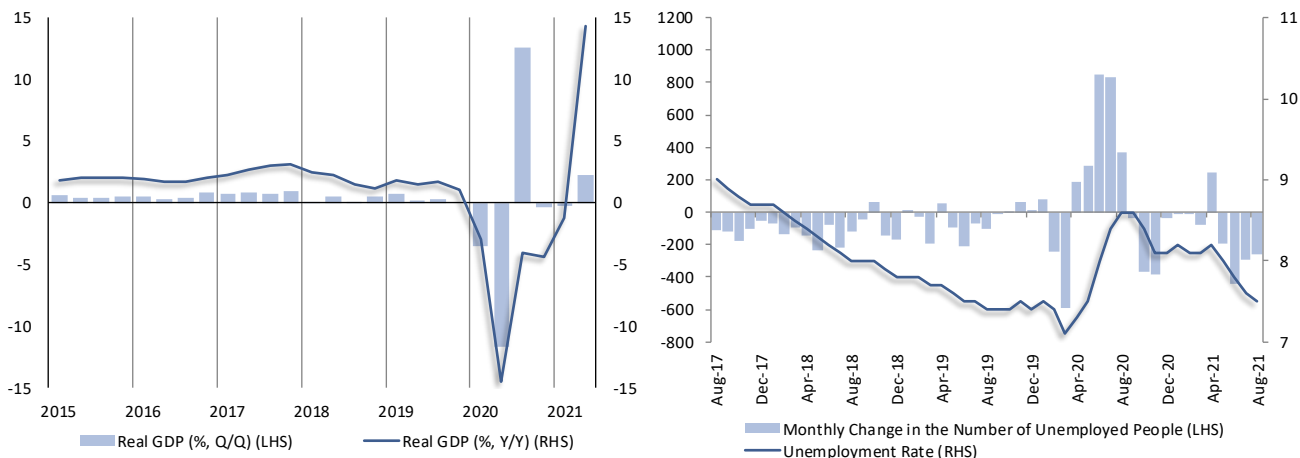 15
10
5
0
-5
-10
-15
15
10
5
0
-5
-10
-15
2015 2016 2017 2018 2019 2020 2021
Real GDP (%, Q/Q) (LHS) Real GDP (%, Y/Y) (RHS)
1200
1000
800
600
400
200
0
-200
-400
-600
-800
11
10
9
8
7
Aug-17
Dec-17
Apr-18
Aug-18
Dec-18
Apr-19
Aug-19
Dec-19
Apr-20
Aug-20
Dec-20
Apr-21
Aug-21
Monthly Change in the Number of Unemployed People (LHS)
Unemployment Rate (RHS)